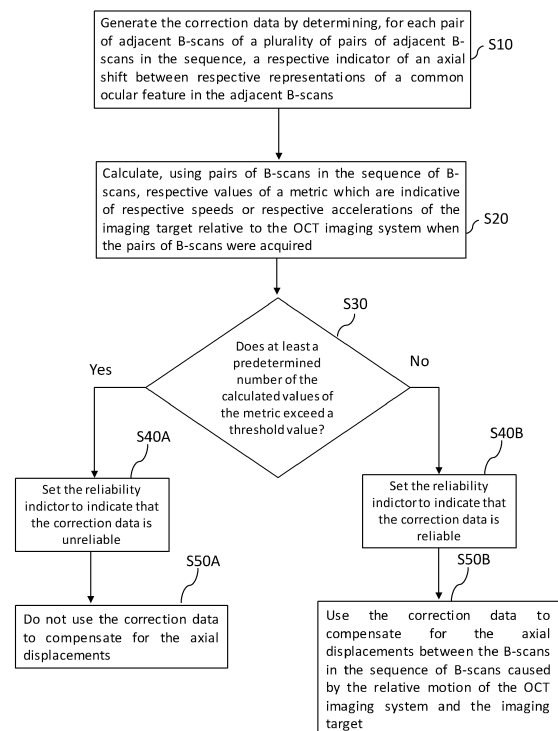 Generate the correction data by determining, for each pair
of adjacent B-scans of a plurality of pairs of adjacent B-
scans in the sequence, a respective indicator of an axial
shift between respective representations of a common
ocular feature in the adjacent B-scans
S10
Calculate, using pairs of B-scans in the sequence of B-
scans, respective values of a metric which are indicative
of respective speeds or respective accelerations of the
imaging target relative to the OCT imaging system when
the pairs of B-scans were acquired
S20
S30
Does at least a
predetermined
number of the
calculated values of
the metric exceed a
threshold value?
Yes
No
S40A
Set the reliability
indictor to indicate that
the correction data is
unreliable
S40B
Set the reliability
indictor to indicate that
the correction data is
reliable
S50A
Do not use the correction data
to compensate for the axial
displacements
S50B
Use the correction data to
compensate for the axial
displacements between the B-scans
in the sequence of B-scans caused
by the relative motion of the OCT
imaging system and the imaging
target